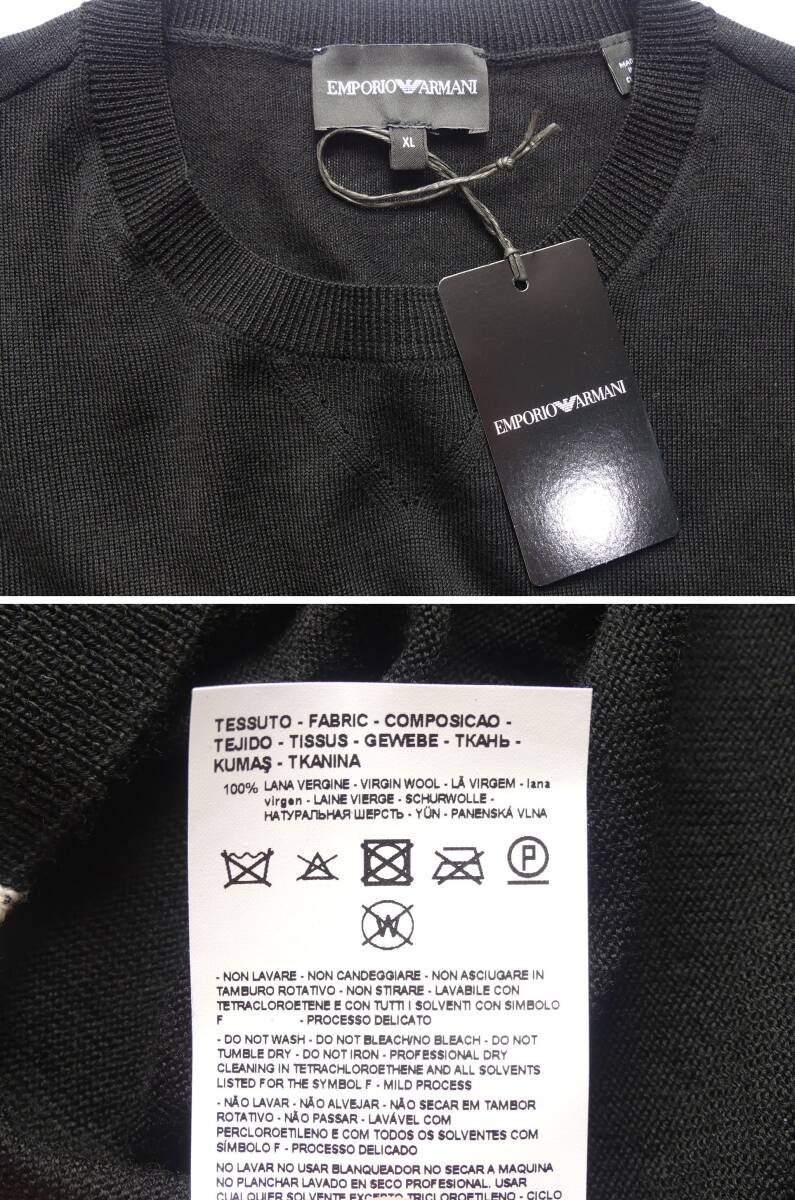 EMPORIO ARMANI
XL
EMPORIO ARMANI
TESSUTO - FABRIC - COMPOSICAO -
TEJIDO - TISSUS - GEWEBE - ТКАНЬ -
KUMAŞ - TKANINA
100% LANA VERGINE - VIRGIN WOOL - LÃ VIRGEM - lana
virgen - LAINE VIERGE - SCHURWOLLE -
НАТУРАЛЬНАЯ ШЕРСТЬ - YÜN - PANENSKÁ VLNA
P
W
- NON LAVARE - NON CANDEGGIARE - NON ASCIUGARE IN
TAMBURO ROTATIVO - NON STIRARE - LAVABILE CON
TETRACLOROETENE E CON TUTTI I SOLVENTI CON SIMBOLO
F - PROCESSO DELICATO
- DO NOT WASH - DO NOT BLEACH/NO BLEACH - DO NOT
TUMBLE DRY - DO NOT IRON - PROFESSIONAL DRY
CLEANING IN TETRACHLOROETHENE AND ALL SOLVENTS
LISTED FOR THE SYMBOL F - MILD PROCESS
- NÃO LAVAR - NÃO ALVEJAR - NÃO SECAR EM TAMBOR
ROTATIVO - NÃO PASSAR - LAVÁVEL COM
PERCLOROETILENO E COM TODOS OS SOLVENTES COM
SÍMBOLO F - PROCESSO DELICADO
NO LAVAR NO USAR BLANQUEADOR NO SECAR A MAQUINA
NO PLANCHAR LAVADO EN SECO PROFESIONAL. USAR
CUALQUIER SOLVENTE EXCEPTO TRICLOROETILENO - CICLO